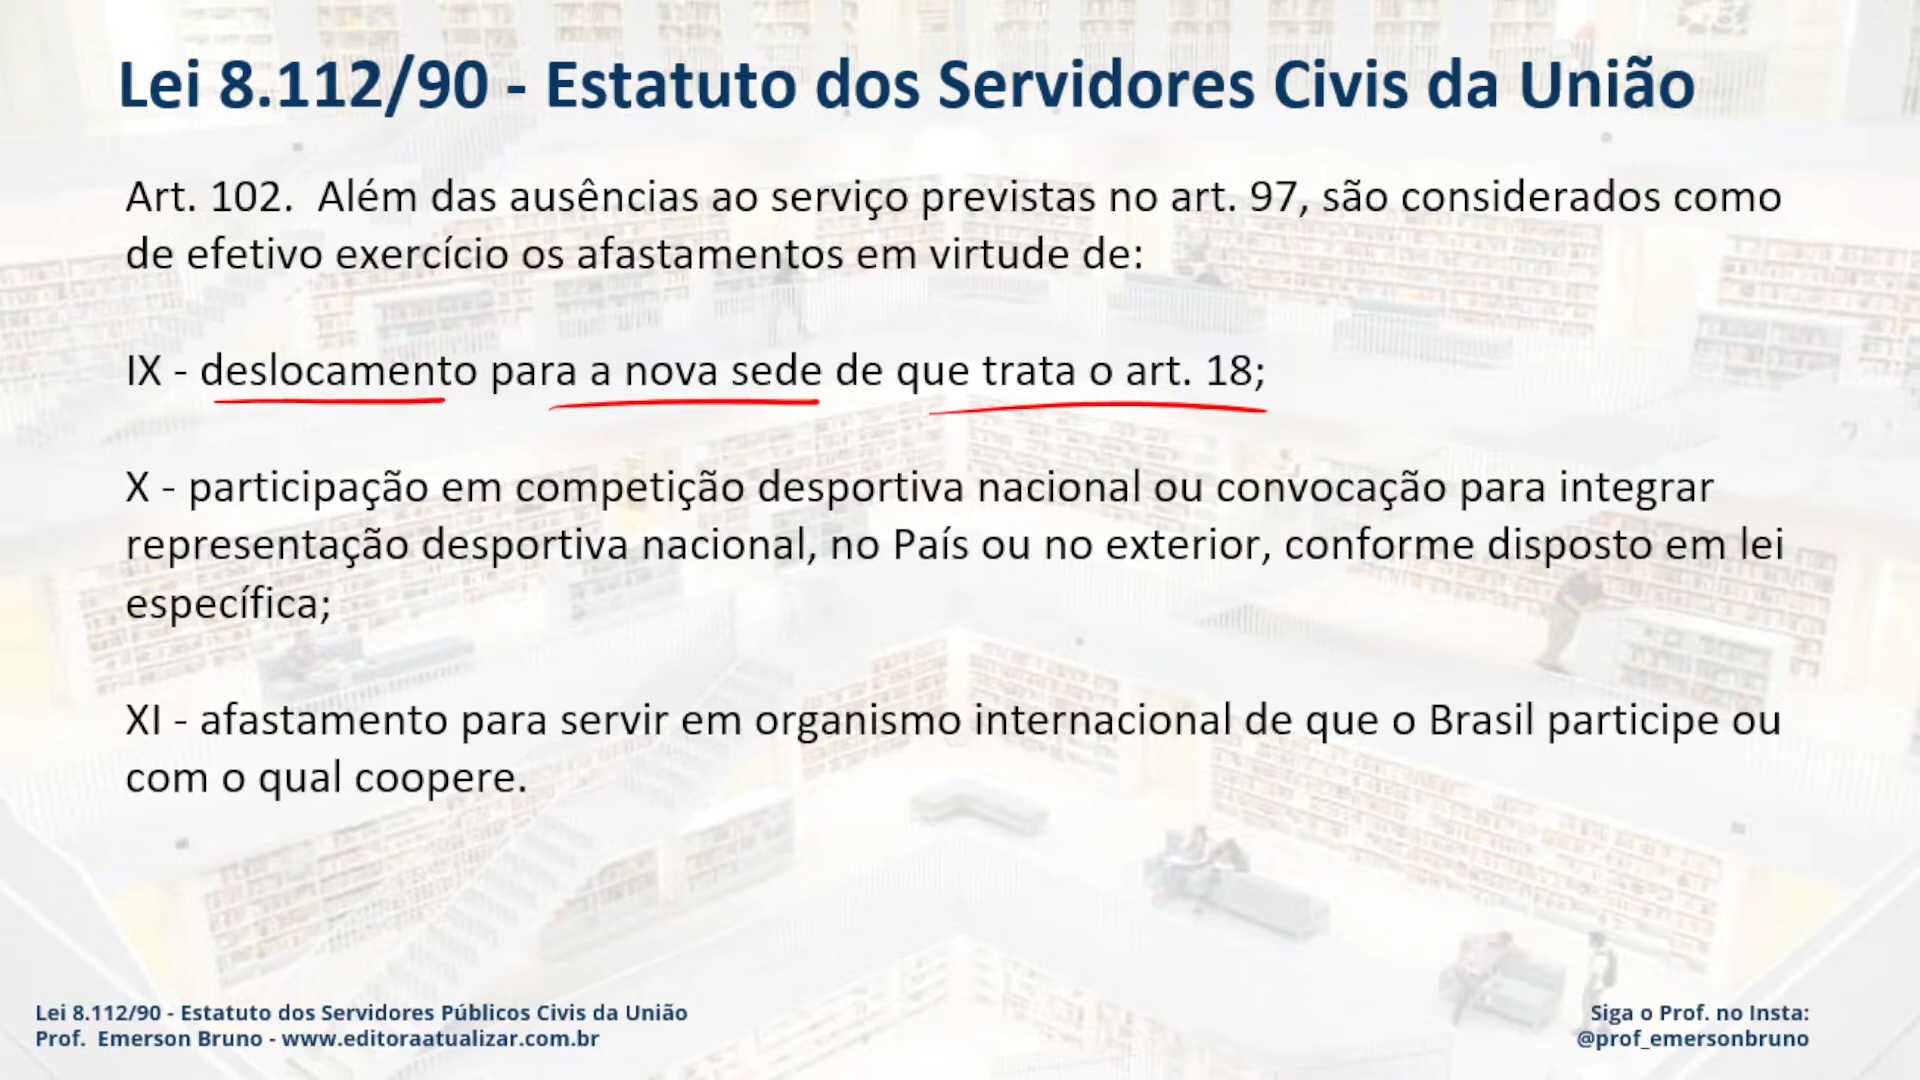 Lei 8.112/90 - Estatuto dos Servidores Civis da União
Art. 102.  Além das ausências ao serviço previstas no art. 97, são considerados como
de efetivo exercício os afastamentos em virtude de:
IX - deslocamento para a nova sede de que trata o art. 18;
X - participação em competição desportiva nacional ou convocação para integrar
representação desportiva nacional, no País ou no exterior, conforme disposto em lei
específica;
XI - afastamento para servir em organismo internacional de que o Brasil participe ou
com o qual coopere.
Lei 8.112/90 - Estatuto dos Servidores Públicos Civis da União
Prof.  Emerson Bruno - www.editoraatualizar.com.br
Siga o Prof. no Insta:
@prof_emersonbruno